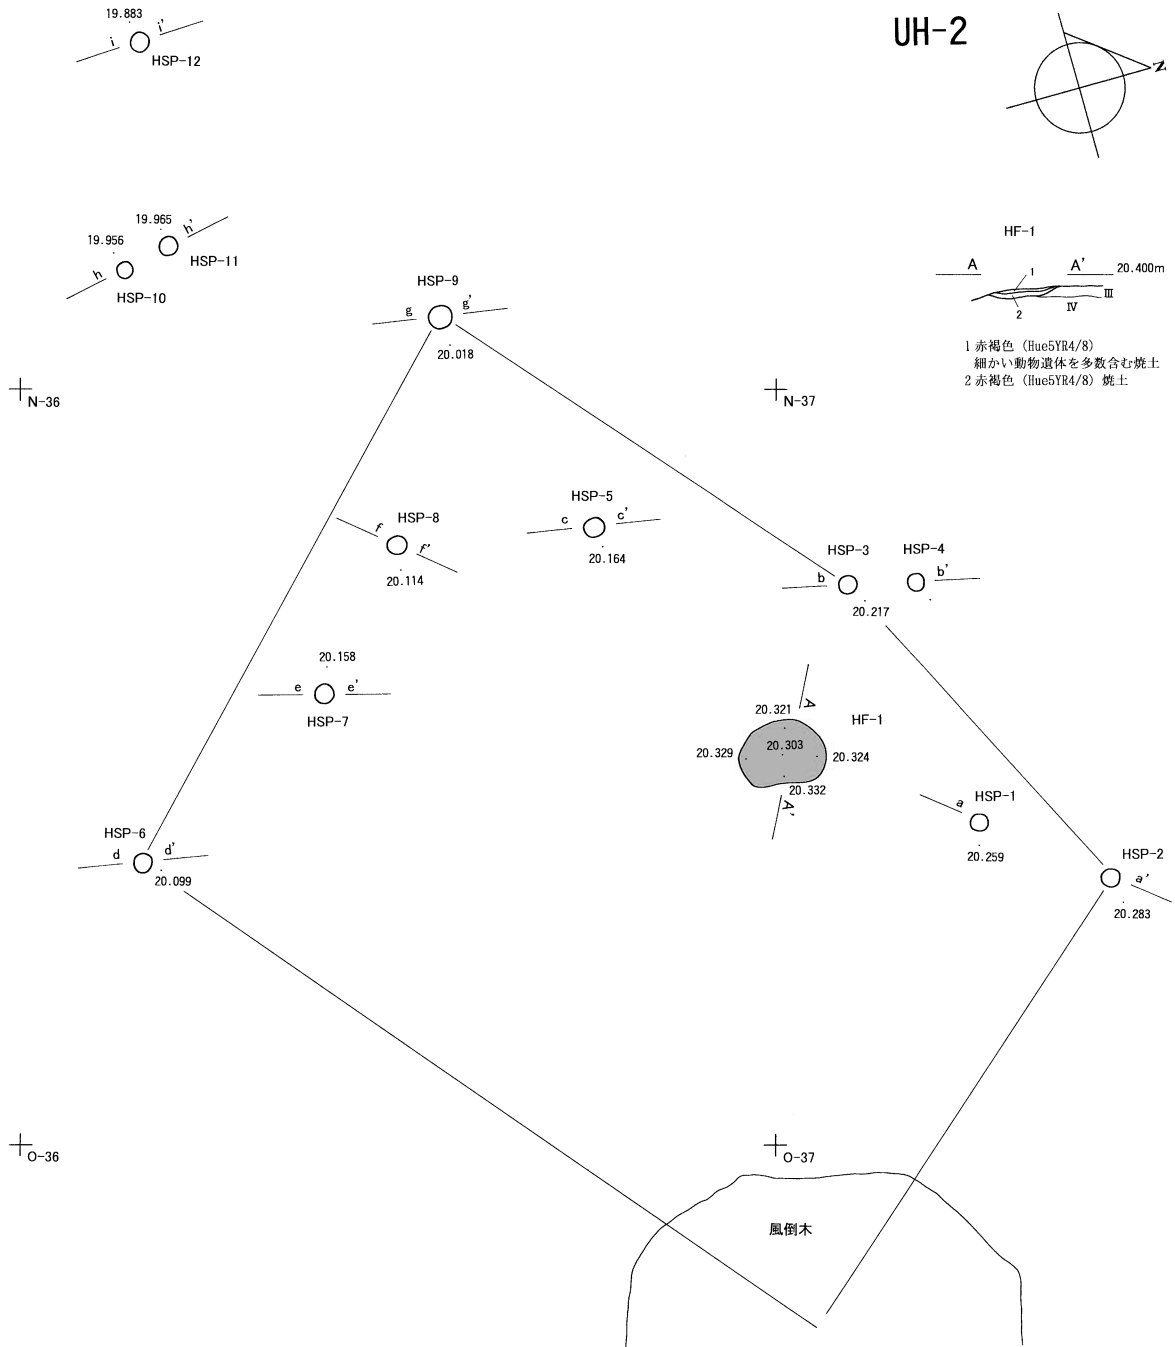 UH-2
N
19.883
i
i'
HSP-12
19.965
h'
19.956
HSP-11
h
HSP-10
HF-1
A
A'
20.400m
1
2
III
IV
1 赤褐色 (Hue5YR4/8)
細かい動物遺体を多数含む焼土
2 赤褐色 (Hue5YR4/8) 焼土
HSP-9
g
g'
20.018
N-36
N-37
HSP-5
c
c'
20.164
HSP-8
f
f'
20.114
HSP-3
HSP-4
b
b'
20.217
20.158
e
e'
HSP-7
A
20.321
HF-1
20.329
20.303
20.324
20.332
A'
a
HSP-1
20.259
HSP-6
d
d'
20.099
HSP-2
a'
20.283
O-36
O-37
風倒木